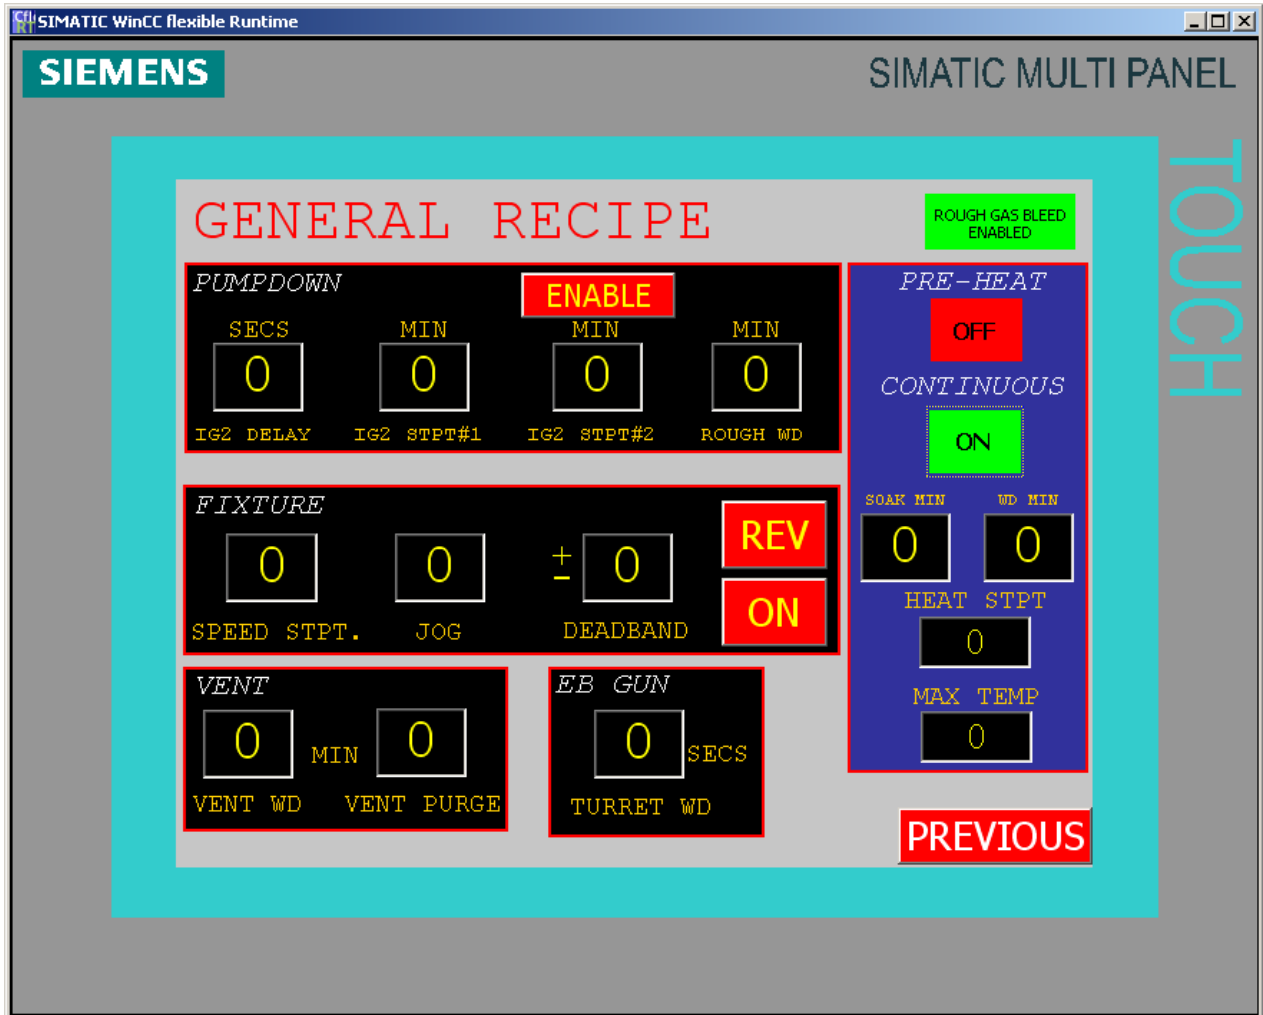 SIMATIC WinCC flexible Runtime
SIEMENS
SIMATIC MULTI PANEL
TOUCH
GENERAL RECIPE
ROUGH GAS BLEED
ENABLED
PUMPDOWN
ENABLE
SECS MIN MIN MIN
0 0 0 0
IG2 DELAY IG2 STPT#1 IG2 STPT#2 ROUGH WD
PRE-HEAT
OFF
CONTINUOUS
ON
SOAK MIN WD MIN
0 0
HEAT STPT
0
MAX TEMP
0
FIXTURE
0 0 ± 0
SPEED STPT. JOG DEADBAND
REV
ON
VENT
0 MIN 0
VENT WD VENT PURGE
EB GUN
0 SECS
TURRET WD
PREVIOUS